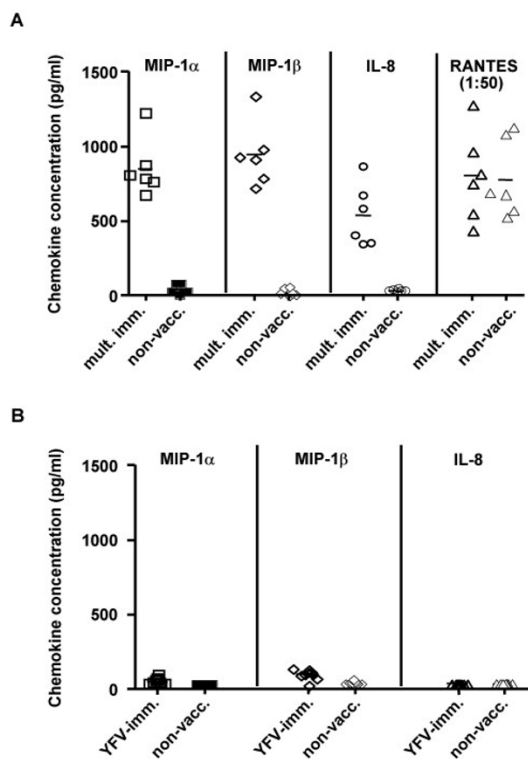 A
MIP-1α MIP-1β IL-8 RANTES
(1:50)
Chemokine concentration (pg/ml)
1500
1000
500
0
mult. imm. non-vacc. mult. imm. non-vacc. mult. imm. non-vacc. mult. imm. non-vacc.
B
MIP-1α MIP-1β IL-8
Chemokine concentration (pg/ml)
1500
1000
500
0
YFV-imm. non-vacc. YFV-imm. non-vacc. YFV-imm. non-vacc.